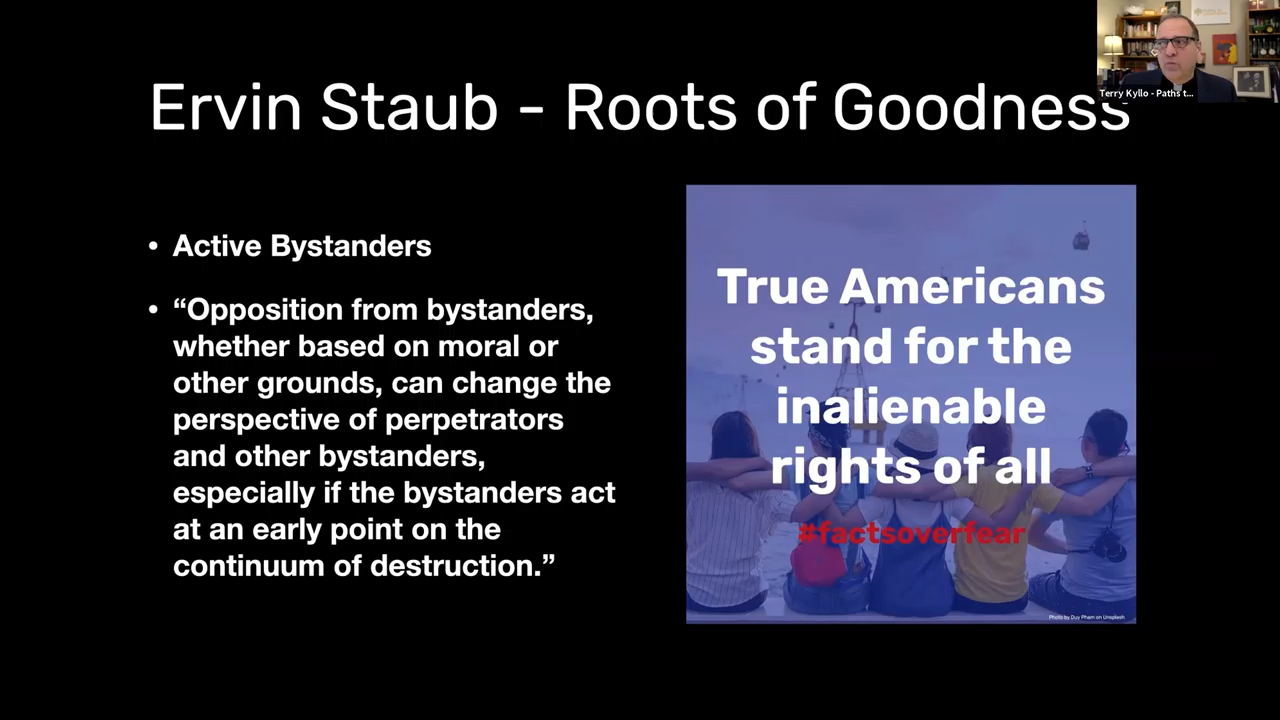 Ervin Staub - Roots of Goodness
Terry Kyllo - Paths t...
• Active Bystanders
• “Opposition from bystanders,
whether based on moral or
other grounds, can change the
perspective of perpetrators
and other bystanders,
especially if the bystanders act
at an early point on the
continuum of destruction.”
True Americans
stand for the
inalienable
rights of all
#factsoverfear
Photo by Duy Pham on Unsplash